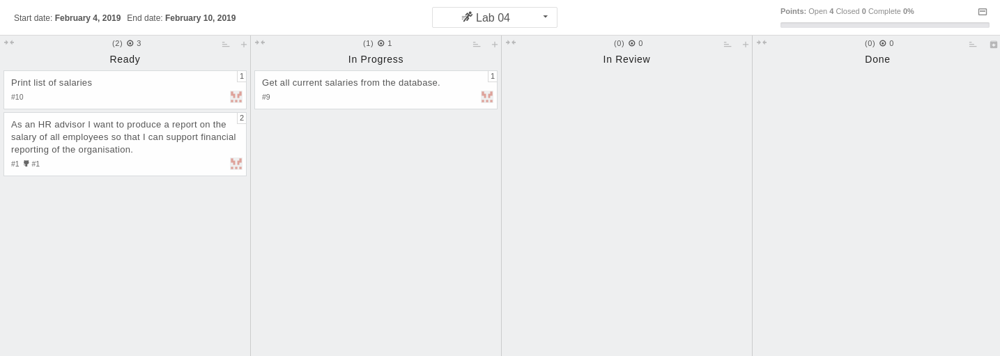 Start date: February 4, 2019 End date: February 10, 2019
Lab 04
Points: Open 4 Closed 0 Complete 0%
(2) 3
Ready
1
Print list of salaries
#10
2
As an HR advisor I want to produce a report on the
salary of all employees so that I can support financial
reporting of the organisation.
#1 #1
(1) 1
In Progress
1
Get all current salaries from the database.
#9
(0) 0
In Review
(0) 0
Done